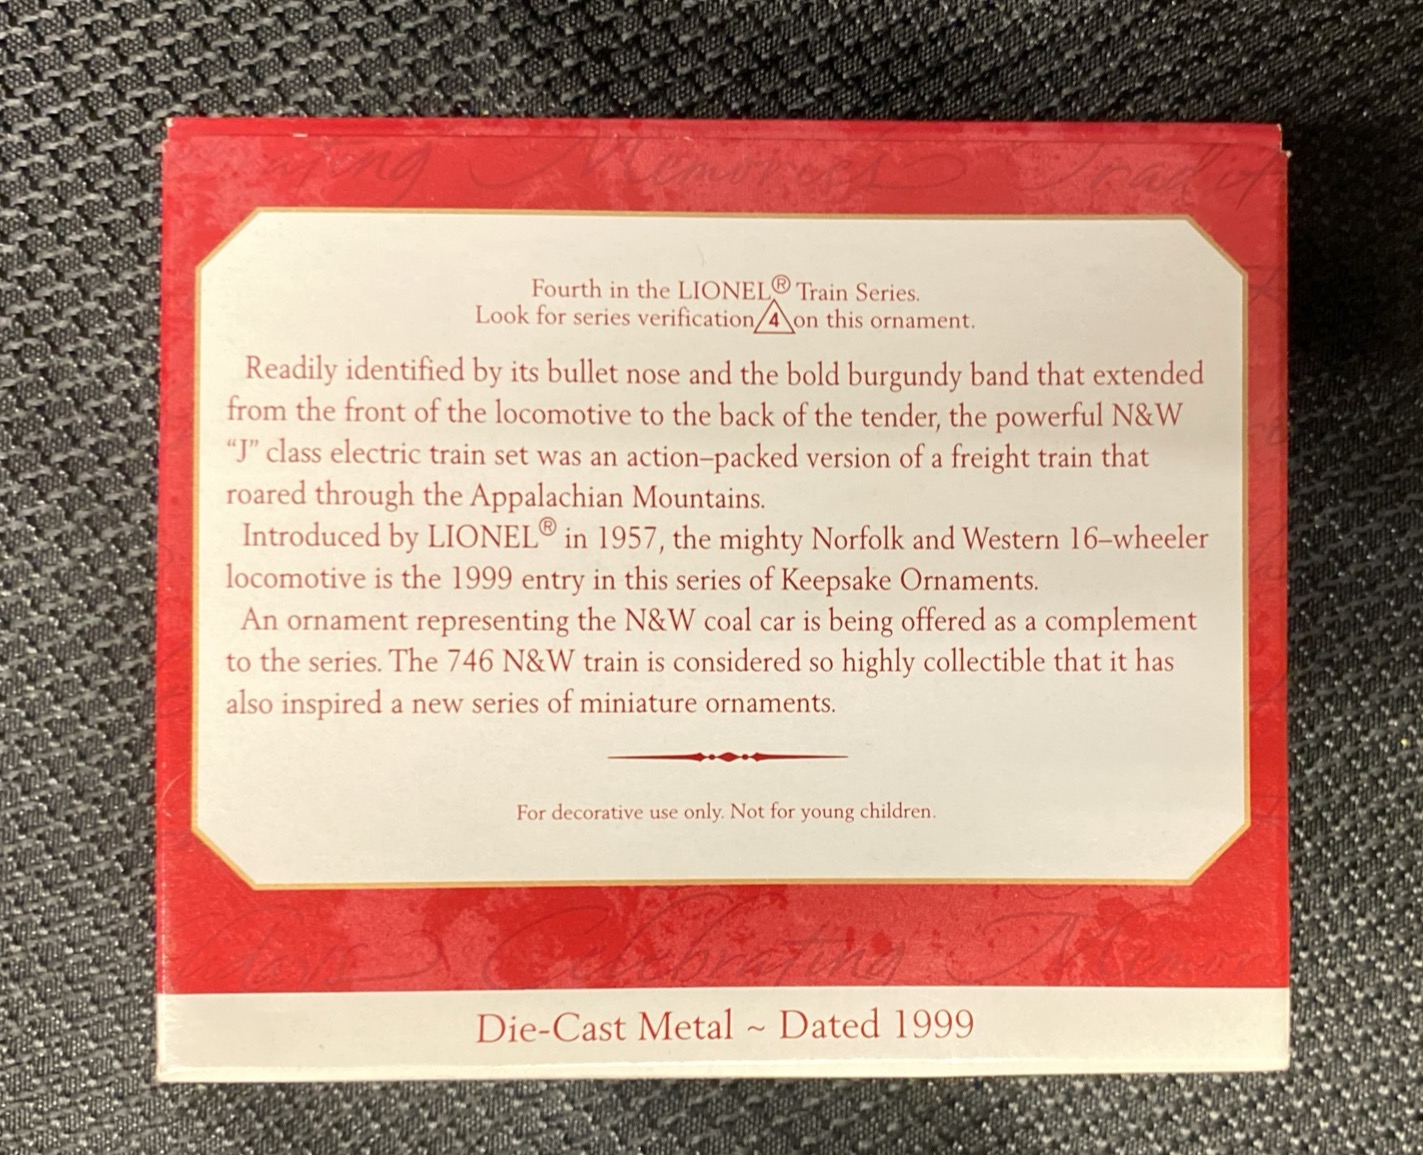 ating Memories Tradit
Fourth in the LIONEL® Train Series.
Look for series verification 4 on this ornament.
Readily identified by its bullet nose and the bold burgundy band that extended
from the front of the locomotive to the back of the tender, the powerful N&W
“J” class electric train set was an action–packed version of a freight train that
roared through the Appalachian Mountains.
Introduced by LIONEL® in 1957, the mighty Norfolk and Western 16–wheeler
locomotive is the 1999 entry in this series of Keepsake Ornaments.
An ornament representing the N&W coal car is being offered as a complement
to the series. The 746 N&W train is considered so highly collectible that it has
also inspired a new series of miniature ornaments.
For decorative use only. Not for young children.
lidays Celebrating Memor
Die-Cast Metal ~ Dated 1999